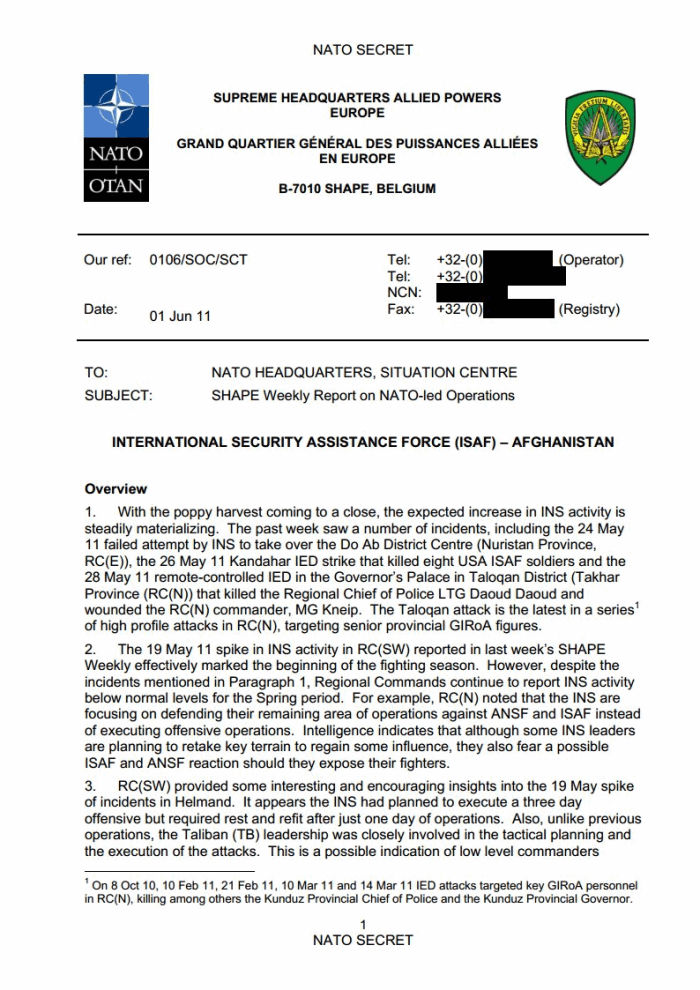 NATO SECRET
NATO
OTAN
SUPREME HEADQUARTERS ALLIED POWERS
EUROPE
GRAND QUARTIER GÉNÉRAL DES PUISSANCES ALLIÉES
EN EUROPE
B-7010 SHAPE, BELGIUM
VIGILIA PRETIUM LIBERTATIS
Our ref: 0106/SOC/SCT
Tel: +32-(0) (Operator)
Tel: +32-(0)
NCN:
Date: 01 Jun 11
Fax: +32-(0) (Registry)
TO: NATO HEADQUARTERS, SITUATION CENTRE
SUBJECT: SHAPE Weekly Report on NATO-led Operations
INTERNATIONAL SECURITY ASSISTANCE FORCE (ISAF) – AFGHANISTAN
Overview
1. With the poppy harvest coming to a close, the expected increase in INS activity is
steadily materializing. The past week saw a number of incidents, including the 24 May
11 failed attempt by INS to take over the Do Ab District Centre (Nuristan Province,
RC(E)), the 26 May 11 Kandahar IED strike that killed eight USA ISAF soldiers and the
28 May 11 remote-controlled IED in the Governor's Palace in Taloqan District (Takhar
Province (RC(N)) that killed the Regional Chief of Police LTG Daoud Daoud and
wounded the RC(N) commander, MG Kneip. The Taloqan attack is the latest in a series1
of high profile attacks in RC(N), targeting senior provincial GIRoA figures.
2. The 19 May 11 spike in INS activity in RC(SW) reported in last week's SHAPE
Weekly effectively marked the beginning of the fighting season. However, despite the
incidents mentioned in Paragraph 1, Regional Commands continue to report INS activity
below normal levels for the Spring period. For example, RC(N) noted that the INS are
focusing on defending their remaining area of operations against ANSF and ISAF instead
of executing offensive operations. Intelligence indicates that although some INS leaders
are planning to retake key terrain to regain some influence, they also fear a possible
ISAF and ANSF reaction should they expose their fighters.
3. RC(SW) provided some interesting and encouraging insights into the 19 May spike
of incidents in Helmand. It appears the INS had planned to execute a three day
offensive but required rest and refit after just one day of operations. Also, unlike previous
operations, the Taliban (TB) leadership was closely involved in the tactical planning and
the execution of the attacks. This is a possible indication of low level commanders
1 On 8 Oct 10, 10 Feb 11, 21 Feb 11, 10 Mar 11 and 14 Mar 11 IED attacks targeted key GIRoA personnel
in RC(N), killing among others the Kunduz Provincial Chief of Police and the Kunduz Provincial Governor.
1
NATO SECRET